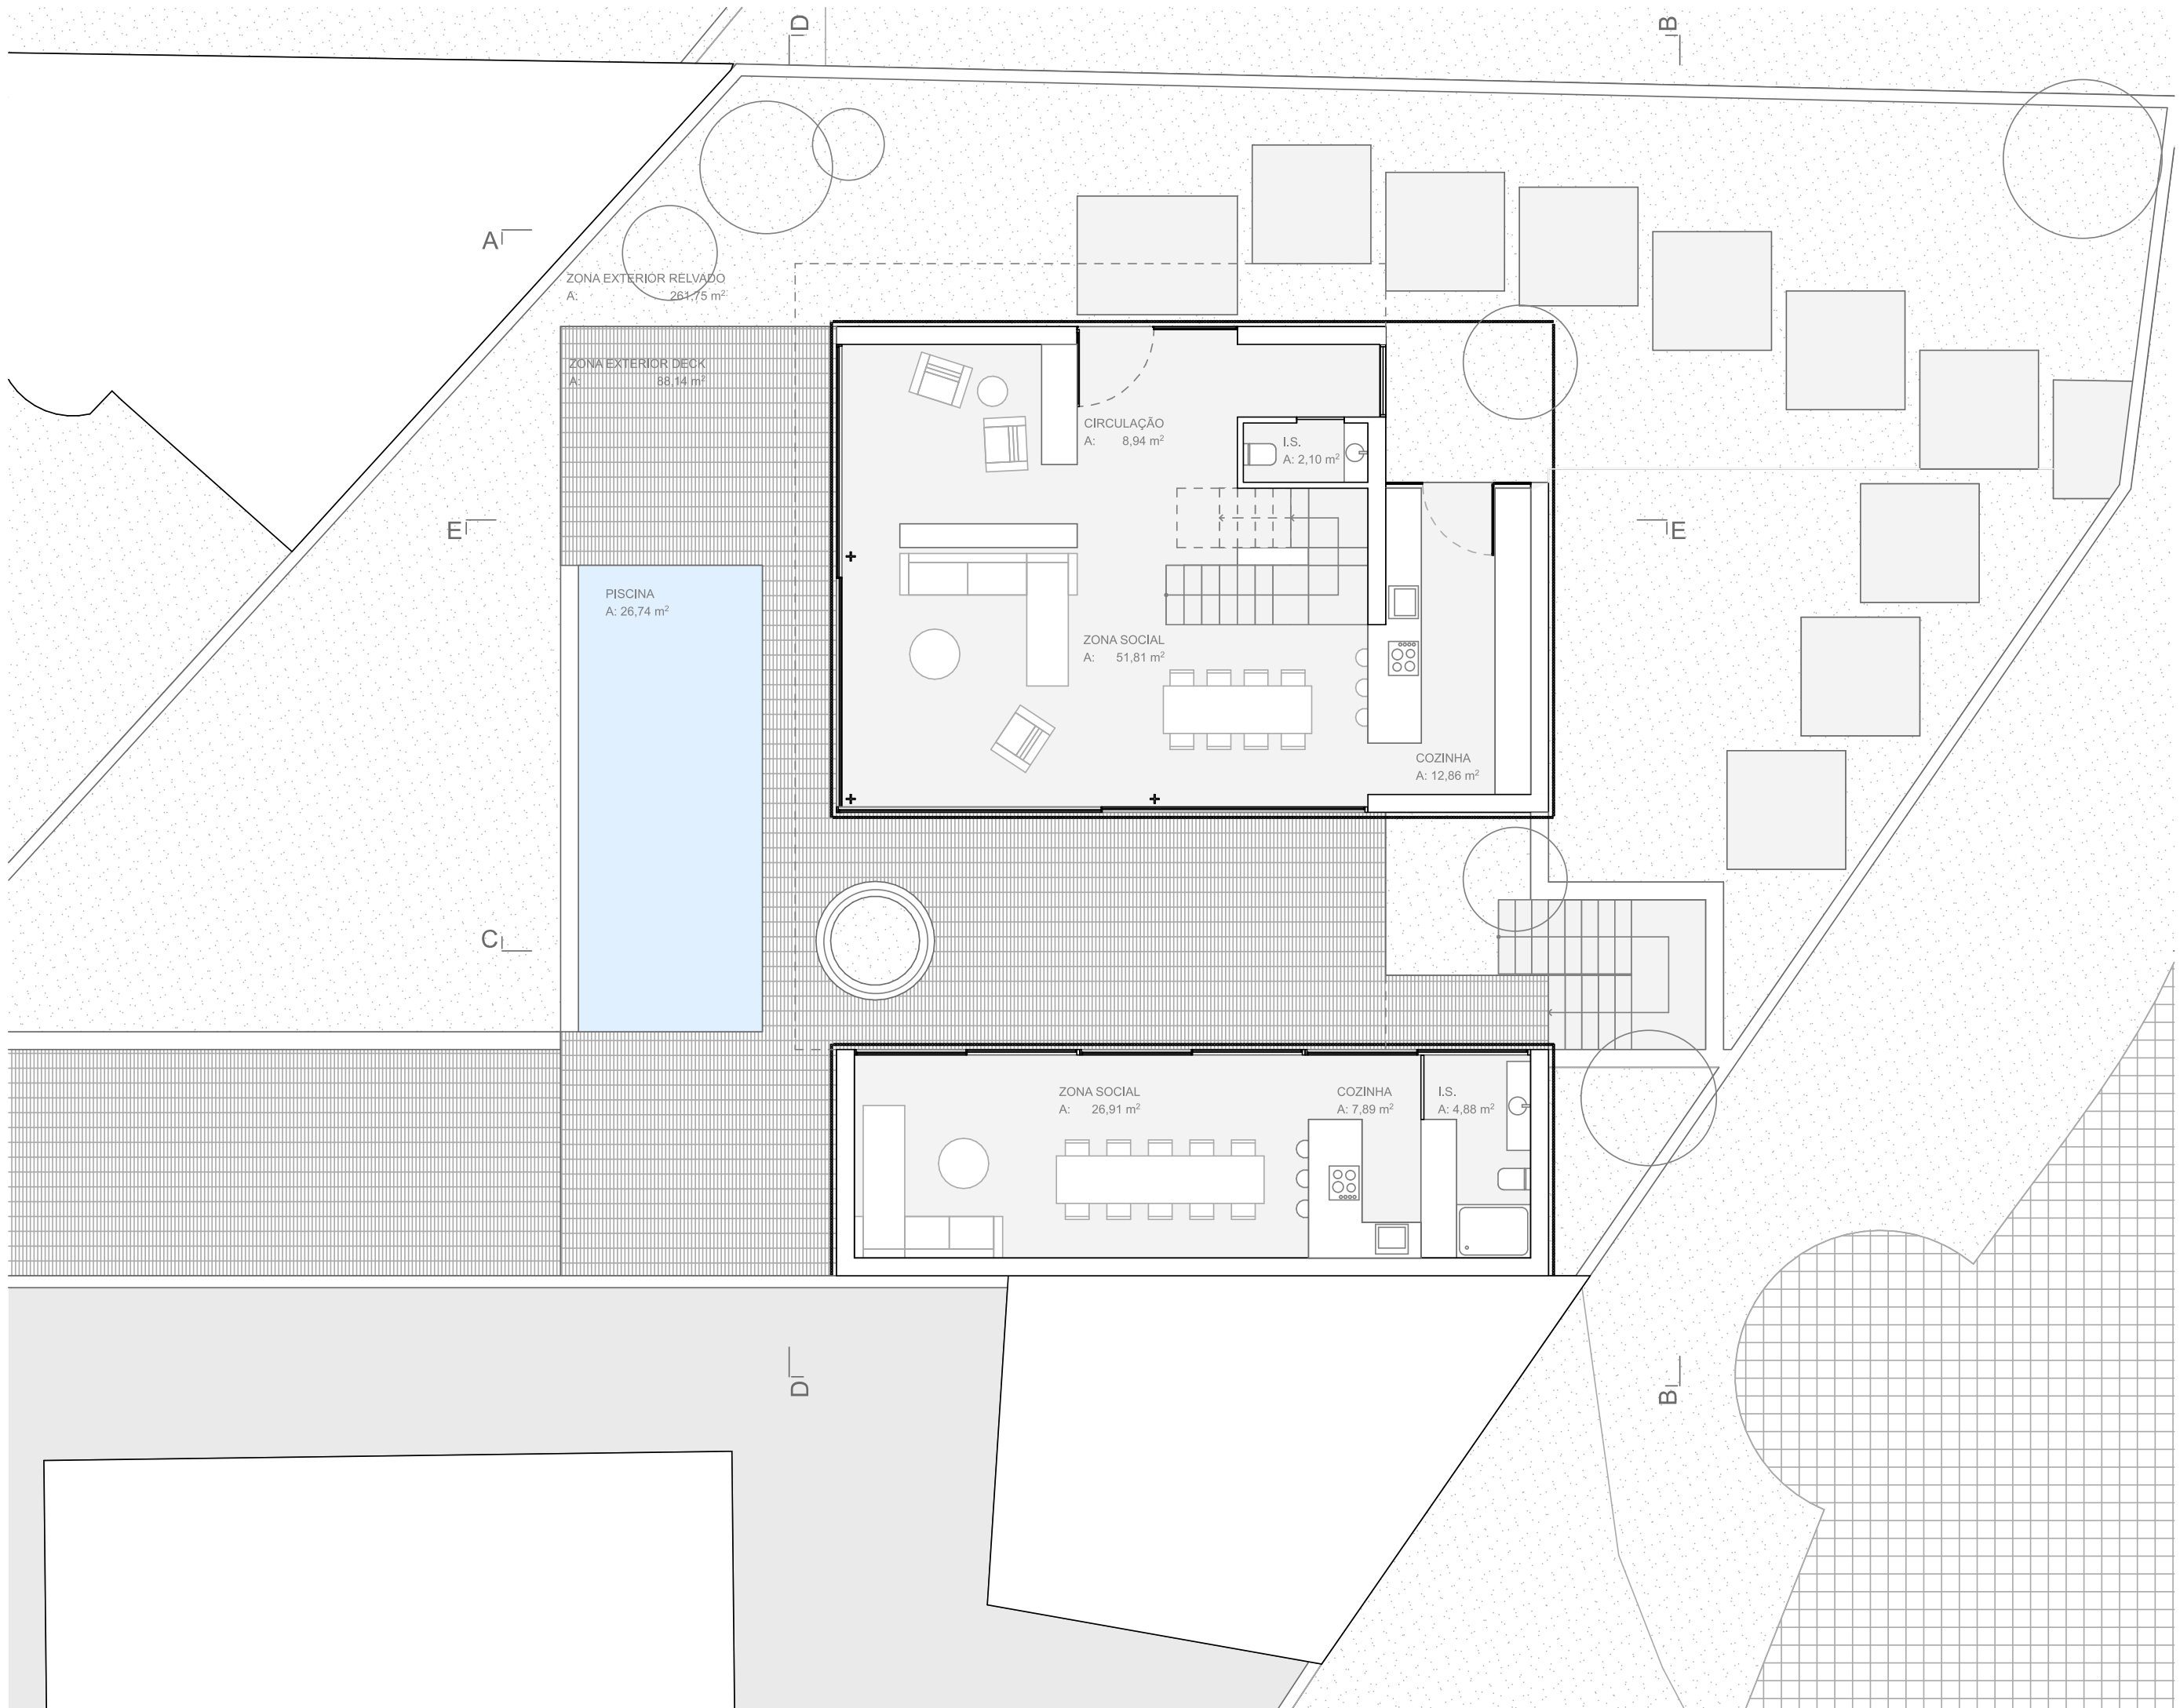 D
B
A
ZONA EXTERIOR RELVADO
A: 261,75 m²
ZONA EXTERIOR DECK
A: 88,14 m²
CIRCULAÇÃO
A: 8,94 m²
I.S.
A: 2,10 m²
E
E
PISCINA
A: 26,74 m²
ZONA SOCIAL
A: 51,81 m²
COZINHA
A: 12,86 m²
C
ZONA SOCIAL
A: 26,91 m²
COZINHA
A: 7,89 m²
I.S.
A: 4,88 m²
D
B